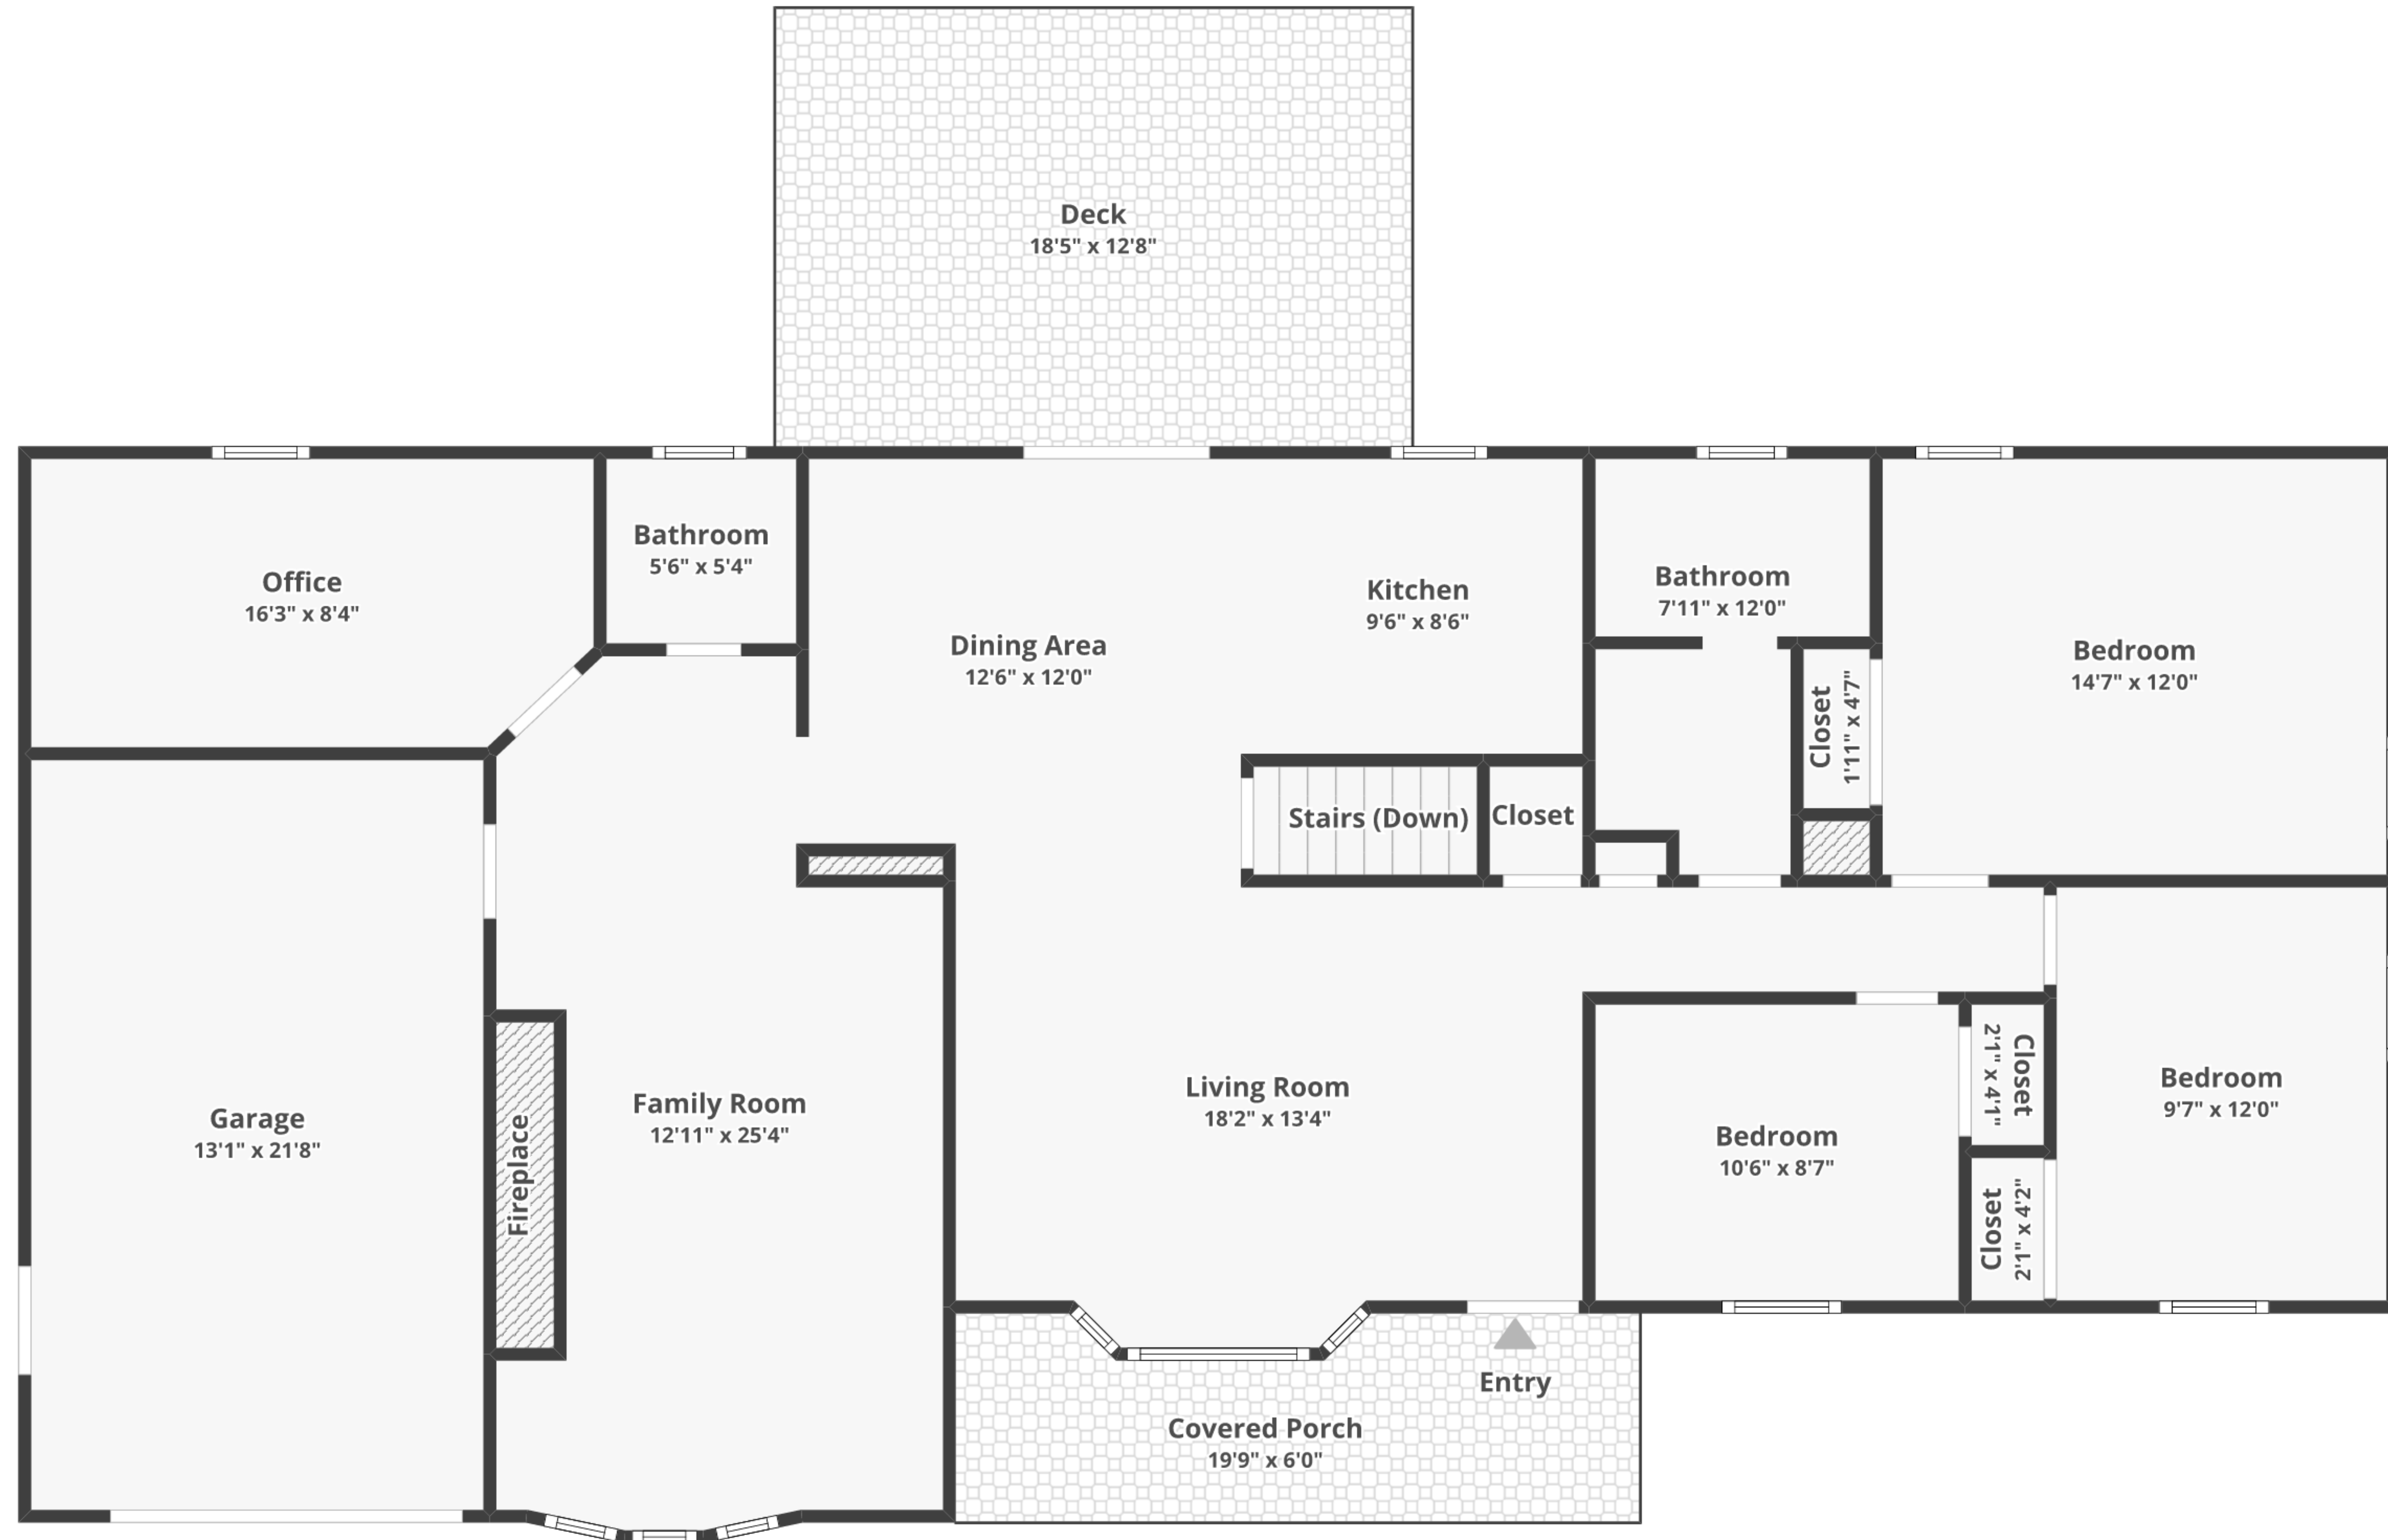 Deck
18'5" x 12'8"
Office
16'3" x 8'4"
Bathroom
5'6" x 5'4"
Dining Area
12'6" x 12'0"
Kitchen
9'6" x 8'6"
Bathroom
7'11" x 12'0"
Closet
1'11" x 4'7"
Bedroom
14'7" x 12'0"
Stairs (Down)
Closet
Garage
13'1" x 21'8"
Fireplace
Family Room
12'11" x 25'4"
Living Room
18'2" x 13'4"
Bedroom
10'6" x 8'7"
Closet
2'1" x 4'1"
Closet
2'1" x 4'2"
Bedroom
9'7" x 12'0"
Entry
Covered Porch
19'9" x 6'0"